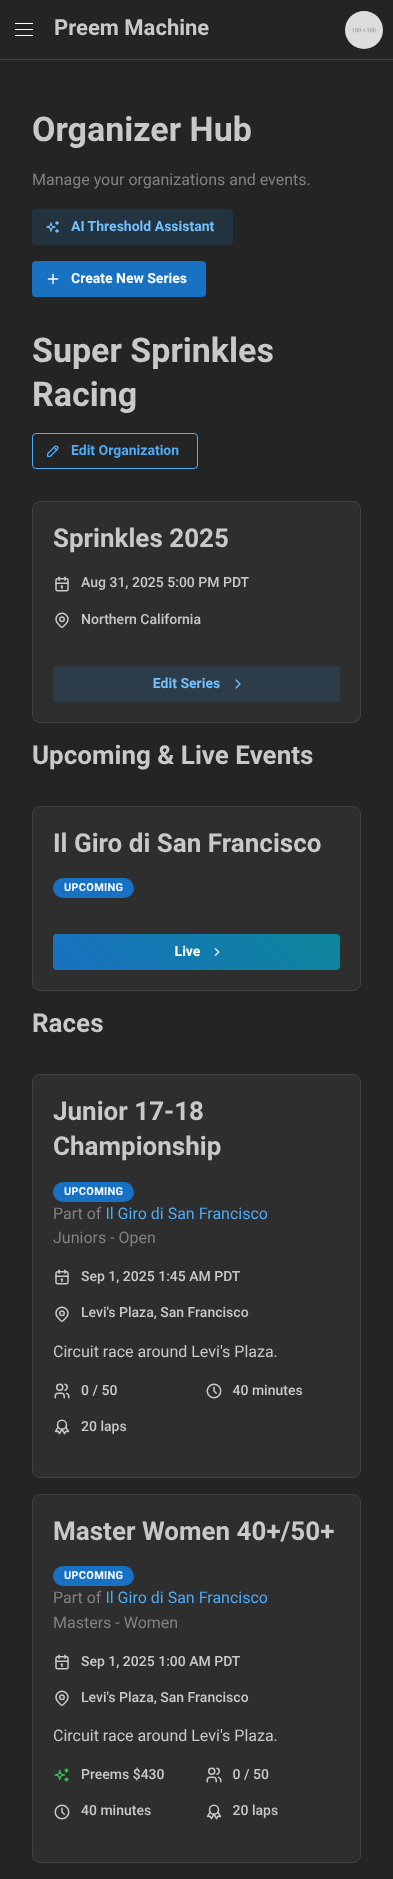 Preem Machine
100 × 100
Organizer Hub
Manage your organizations and events.
AI Threshold Assistant
Create New Series
Super Sprinkles
Racing
Edit Organization
Sprinkles 2025
Aug 31, 2025 5:00 PM PDT
Northern California
Edit Series
Upcoming & Live Events
Il Giro di San Francisco
UPCOMING
Live
Races
Junior 17-18
Championship
UPCOMING
Part of Il Giro di San Francisco
Juniors - Open
Sep 1, 2025 1:45 AM PDT
Levi's Plaza, San Francisco
Circuit race around Levi's Plaza.
0 / 50
40 minutes
20 laps
Master Women 40+/50+
UPCOMING
Part of Il Giro di San Francisco
Masters - Women
Sep 1, 2025 1:00 AM PDT
Levi's Plaza, San Francisco
Circuit race around Levi's Plaza.
Preems $430
0 / 50
40 minutes
20 laps